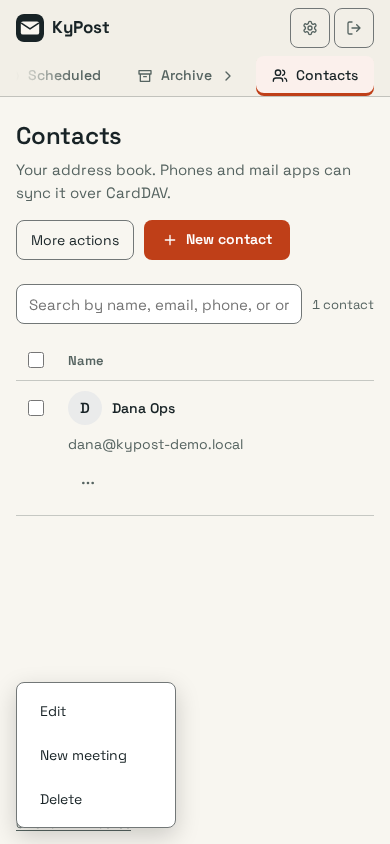 KyPost
Scheduled
Archive
Contacts
Contacts
Your address book. Phones and mail apps can
sync it over CardDAV.
More actions
New contact
Search by name, email, phone, or or
1 contact
Name
D
Dana Ops
dana@kypost-demo.local
...
Edit
New meeting
Delete